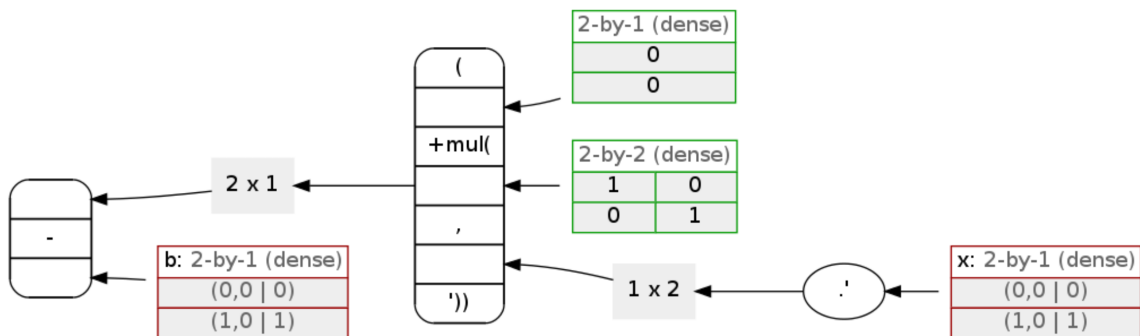 2-by-1 (dense)
0
0
(
+mul(
,
'))
2-by-2 (dense)
1 0
0 1
2 x 1
-
b: 2-by-1 (dense)
(0,0 | 0)
(1,0 | 1)
1 x 2
.'
x: 2-by-1 (dense)
(0,0 | 0)
(1,0 | 1)